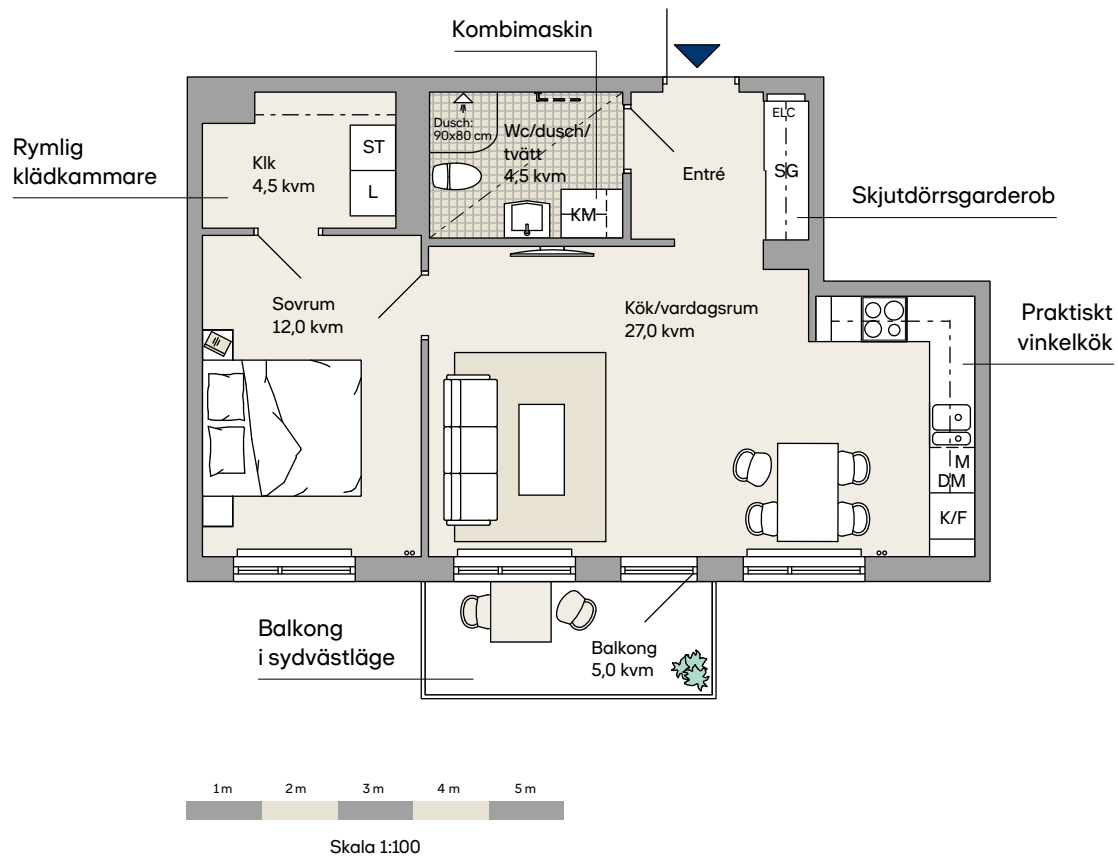 Kombimaskin
Rymlig
klädkammare
Klk
4,5 kvm
ST
L
Dusch:
90x80 cm
Wc/dusch/
tvätt
4,5 kvm
KM
Entré
ELC
SG
Skjutdörrsgarderob
Sovrum
12,0 kvm
Kök/vardagsrum
27,0 kvm
Praktiskt
vinkelkök
M
DM
K/F
Balkong
i sydvästläge
Balkong
5,0 kvm
1 m 2 m 3 m 4 m 5 m
Skala 1:100